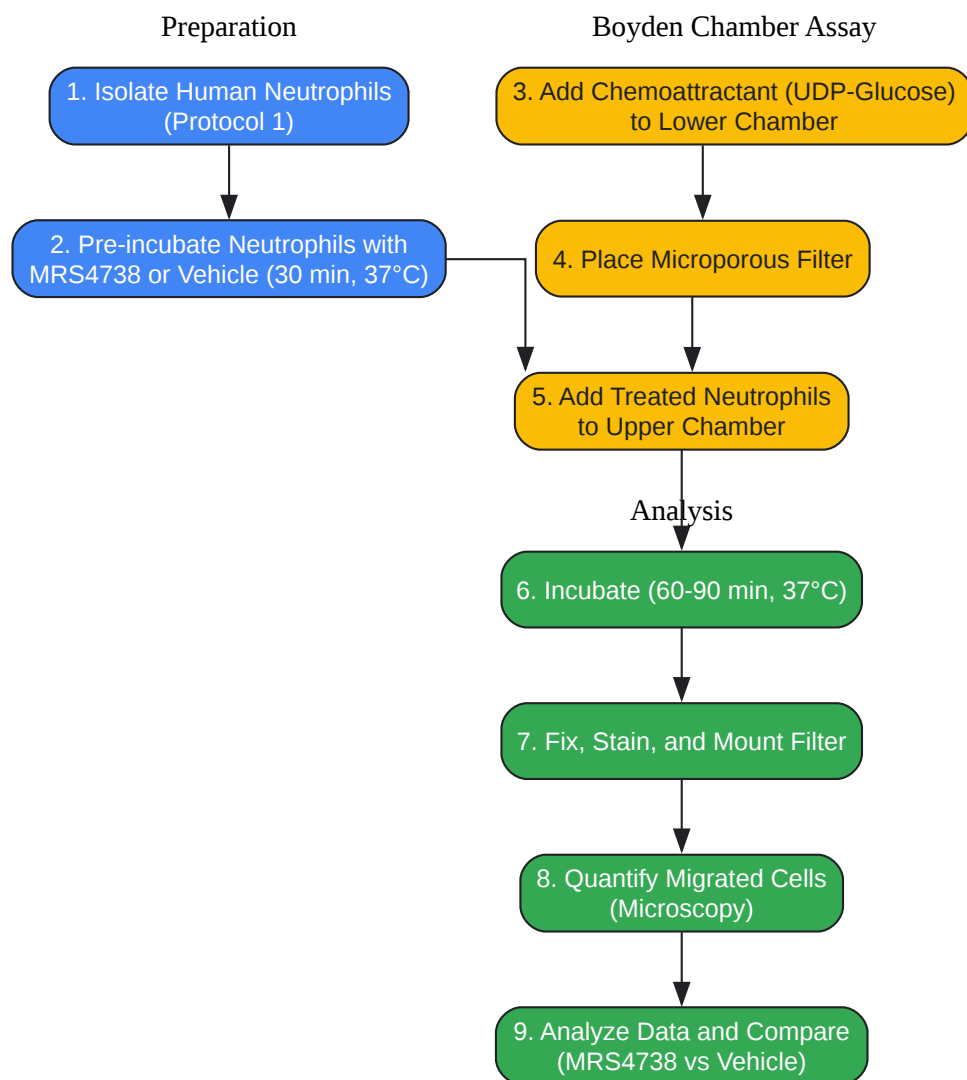 Preparation
Boyden Chamber Assay
1. Isolate Human Neutrophils
(Protocol 1)
3. Add Chemoattractant (UDP-Glucose)
to Lower Chamber
2. Pre-incubate Neutrophils with
MRS4738 or Vehicle (30 min, 37°C)
4. Place Microporous Filter
5. Add Treated Neutrophils
to Upper Chamber
Analysis
6. Incubate (60-90 min, 37°C)
7. Fix, Stain, and Mount Filter
8. Quantify Migrated Cells
(Microscopy)
9. Analyze Data and Compare
(MRS4738 vs Vehicle)